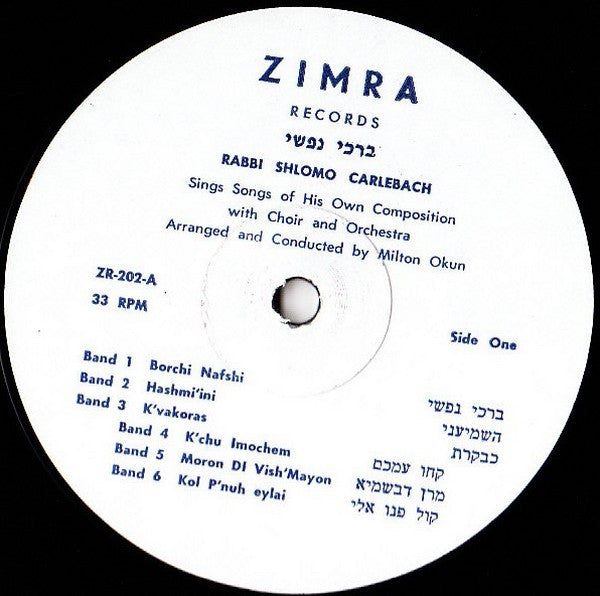 ZIMRA
RECORDS
ברכי נפשי
RABBI SHLOMO CARLEBACH
Sings Songs of His Own Composition
with Choir and Orchestra
Arranged and Conducted by Milton Okun
ZR-202-A
33 RPM
Side One
Band 1 Borchi Nafshi ברכי נפשי
Band 2 Hashmi'ini השמיעני
Band 3 K'vakoras כבקרת
Band 4 K'chu Imochem קחו עמכם
Band 5 Moron DI Vish'Mayon מרן דבשמיא
Band 6 Kol P'nuh eylai קול פנו אלי